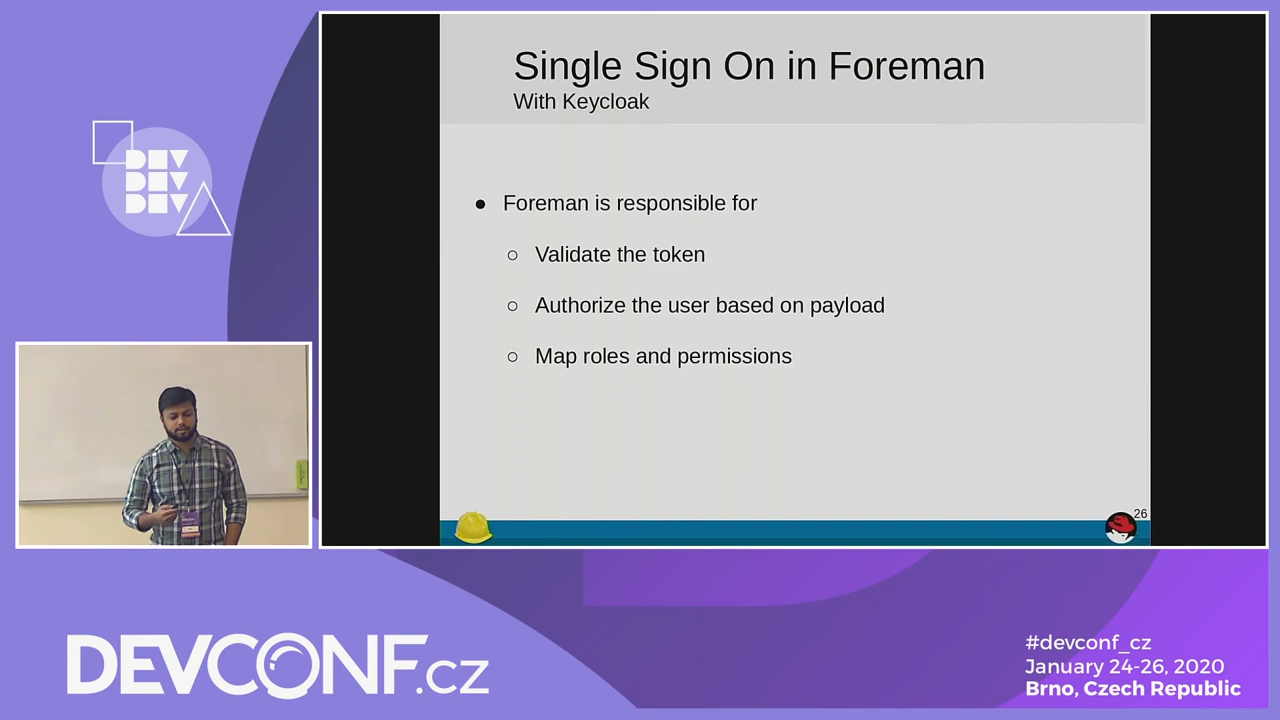 DEV
DEV
DEV
Single Sign On in Foreman
With Keycloak
● Foreman is responsible for
○ Validate the token
○ Authorize the user based on payload
○ Map roles and permissions
26
DEVCONF.cz
#devconf_cz
January 24-26, 2020
Brno, Czech Republic